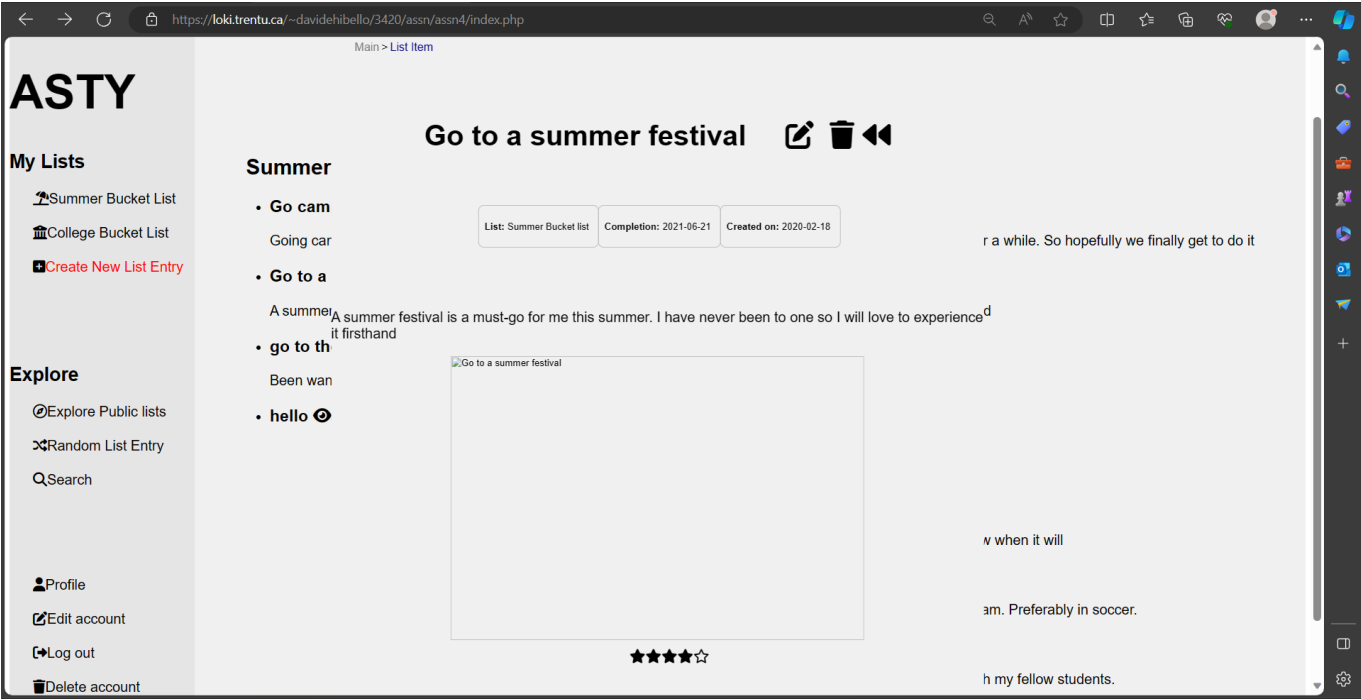 https://loki.trentu.ca/~davidehibello/3420/assn/assn4/index.php
Main > List Item
ASTY
My Lists
Summer Bucket List
College Bucket List
Create New List Entry
Explore
Explore Public lists
Random List Entry
Search
Profile
Edit account
Log out
Delete account
Go to a summer festival
Summer
List: Summer Bucket list
Completion: 2021-06-21
Created on: 2020-02-18
• Go cam
Going car
r a while. So hopefully we finally get to do it
• Go to a
A summer
A summer festival is a must-go for me this summer. I have never been to one so I will love to experience
it firsthand
d
• go to th
Been wan
• hello
Go to a summer festival
w when it will
am. Preferably in soccer.
h my fellow students.